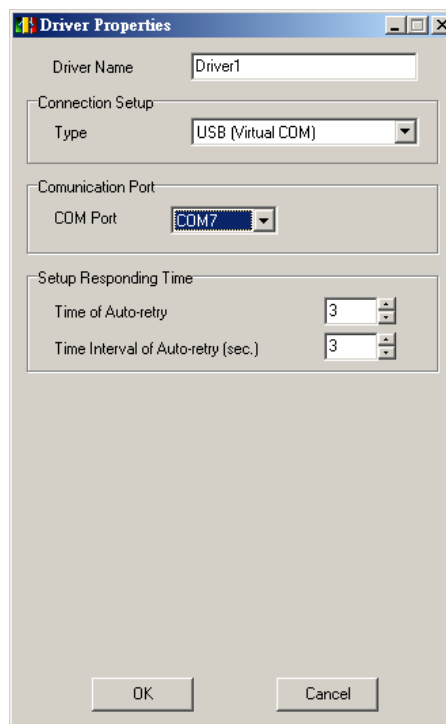 Driver Properties
Driver Name Driver1
Connection Setup
Type USB (Virtual COM)
Comunication Port
COM Port COM7
Setup Responding Time
Time of Auto-retry 3
Time Interval of Auto-retry (sec.) 3
OK Cancel